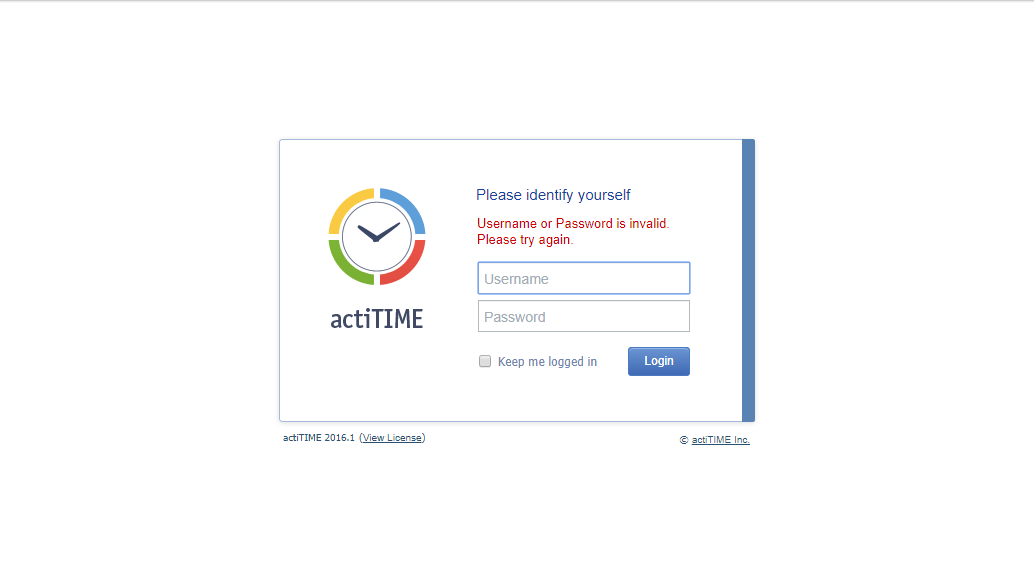 Please identify yourself
Username or Password is invalid.
Please try again.
Username
Password
Keep me logged in
Login
actiTIME
actiTIME 2016.1 (View License)
© actiTIME Inc.